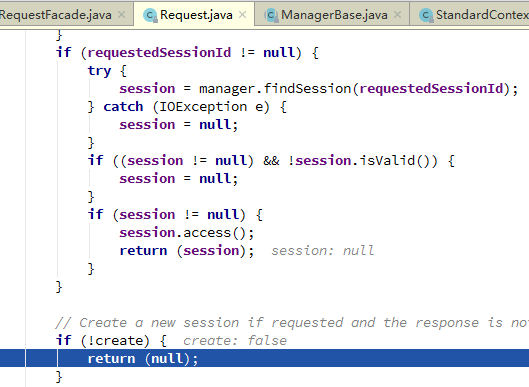 RequestFacade.java Request.java ManagerBase.java StandardContex
}
if (requestedSessionId != null) {
try {
session = manager.findSession(requestedSessionId);
} catch (IOException e) {
session = null;
}
if ((session != null) && !session.isValid()) {
session = null;
}
if (session != null) {
session.access();
return (session); session: null
}
}
// Create a new session if requested and the response is no
if (!create) { create: false
return (null);
}